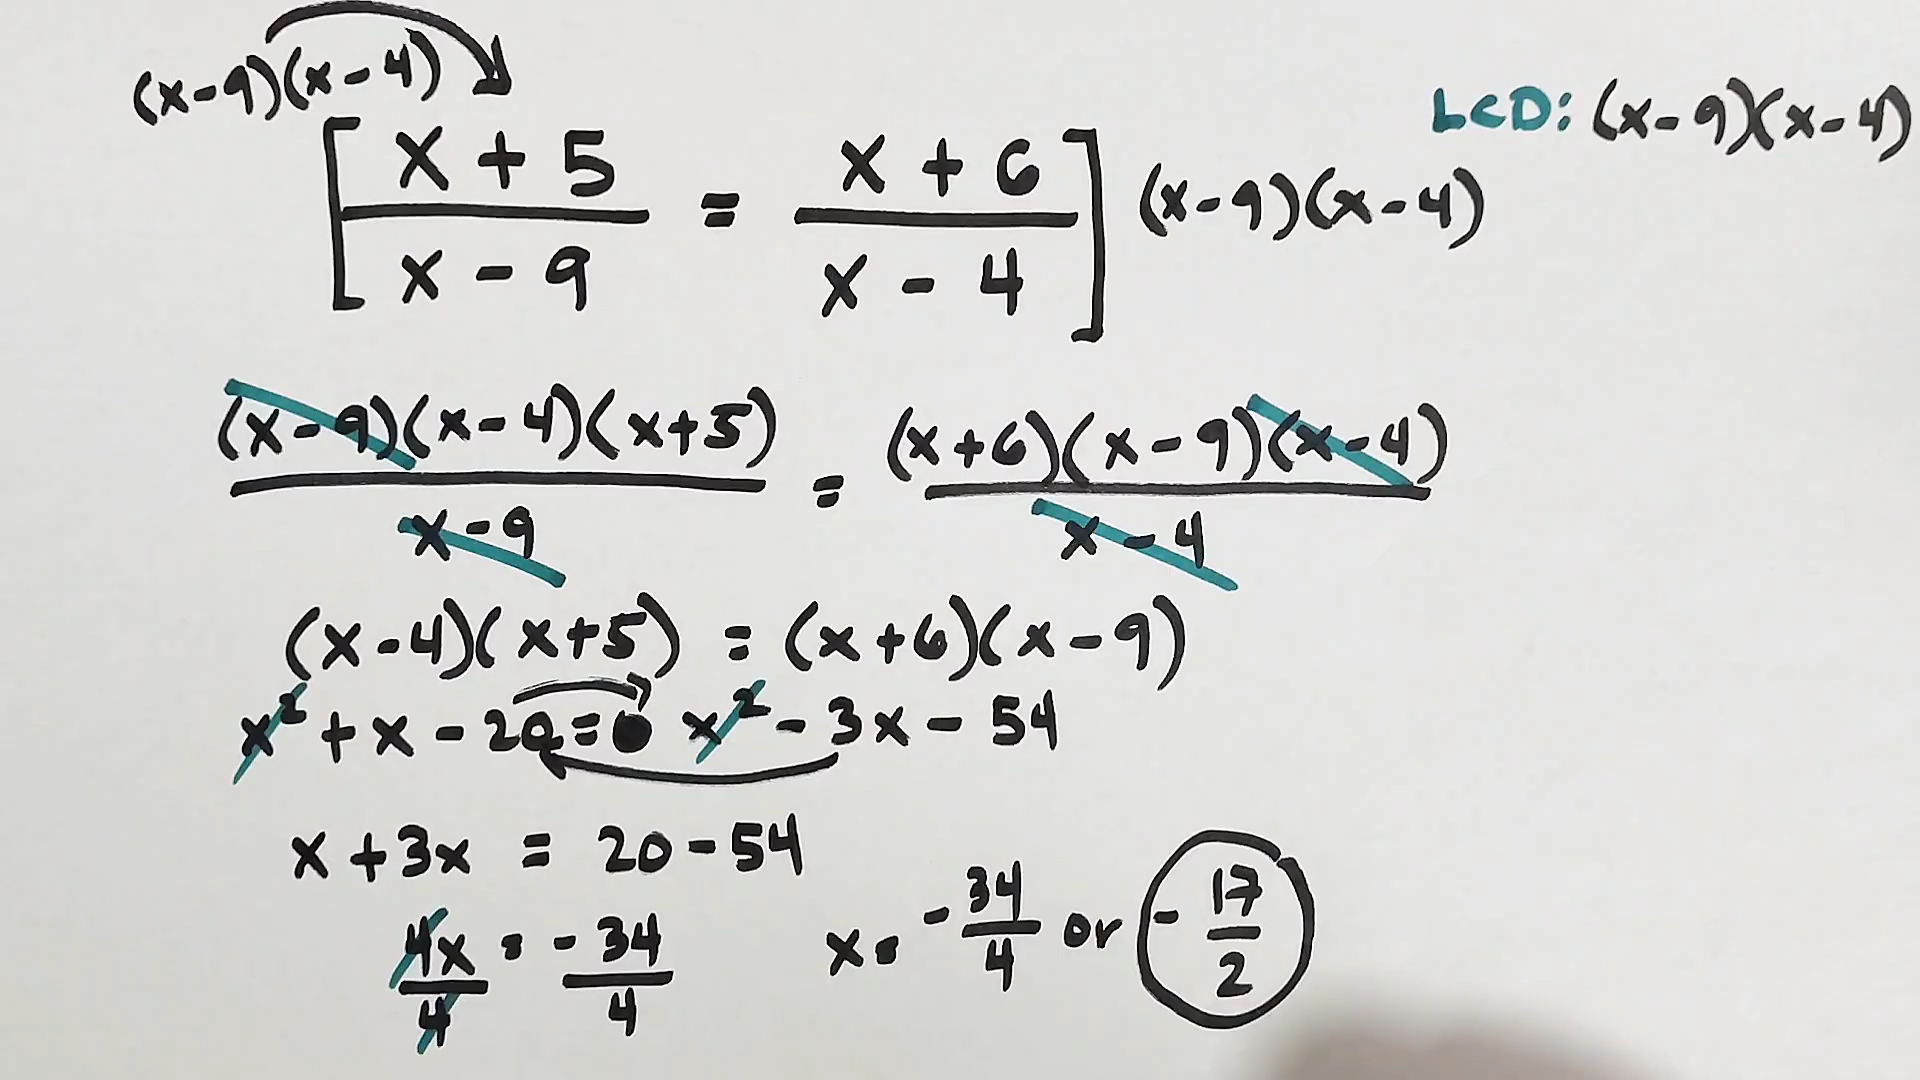 (x-9)(x-4)
LCD: (x-9)(x-4)
[x+5/x-9 = x+6/x-4] (x-9)(x-4)
(x-9)(x-4)(x+5)/x-9 = (x+6)(x-9)(x-4)/x-4
(x-4)(x+5) = (x+6)(x-9)
x²+x-20= x²-3x-54
x+3x = 20-54
4x/4 = -34/4
x= -34/4 or -17/2